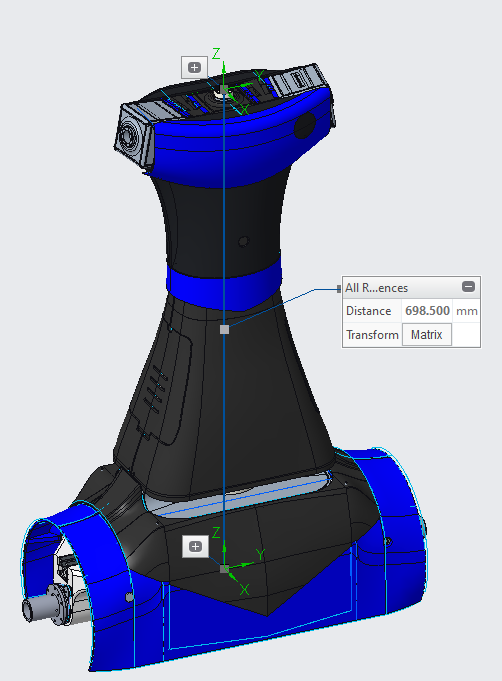 Z
Y
X
All R...ences
Distance 698.500 mm
Transform Matrix
Z
Y
X